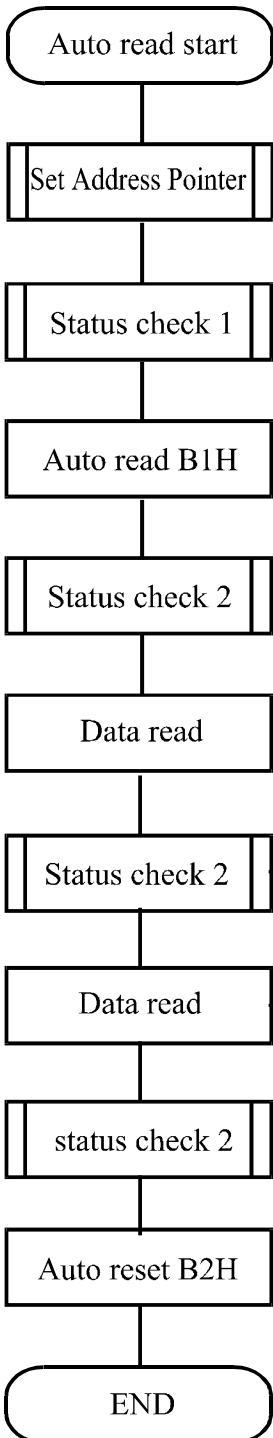 Auto read start
Set Address Pointer
Status check 1
Auto read B1H
Status check 2
Data read
Status check 2
Data read
status check 2
Auto reset B2H
END